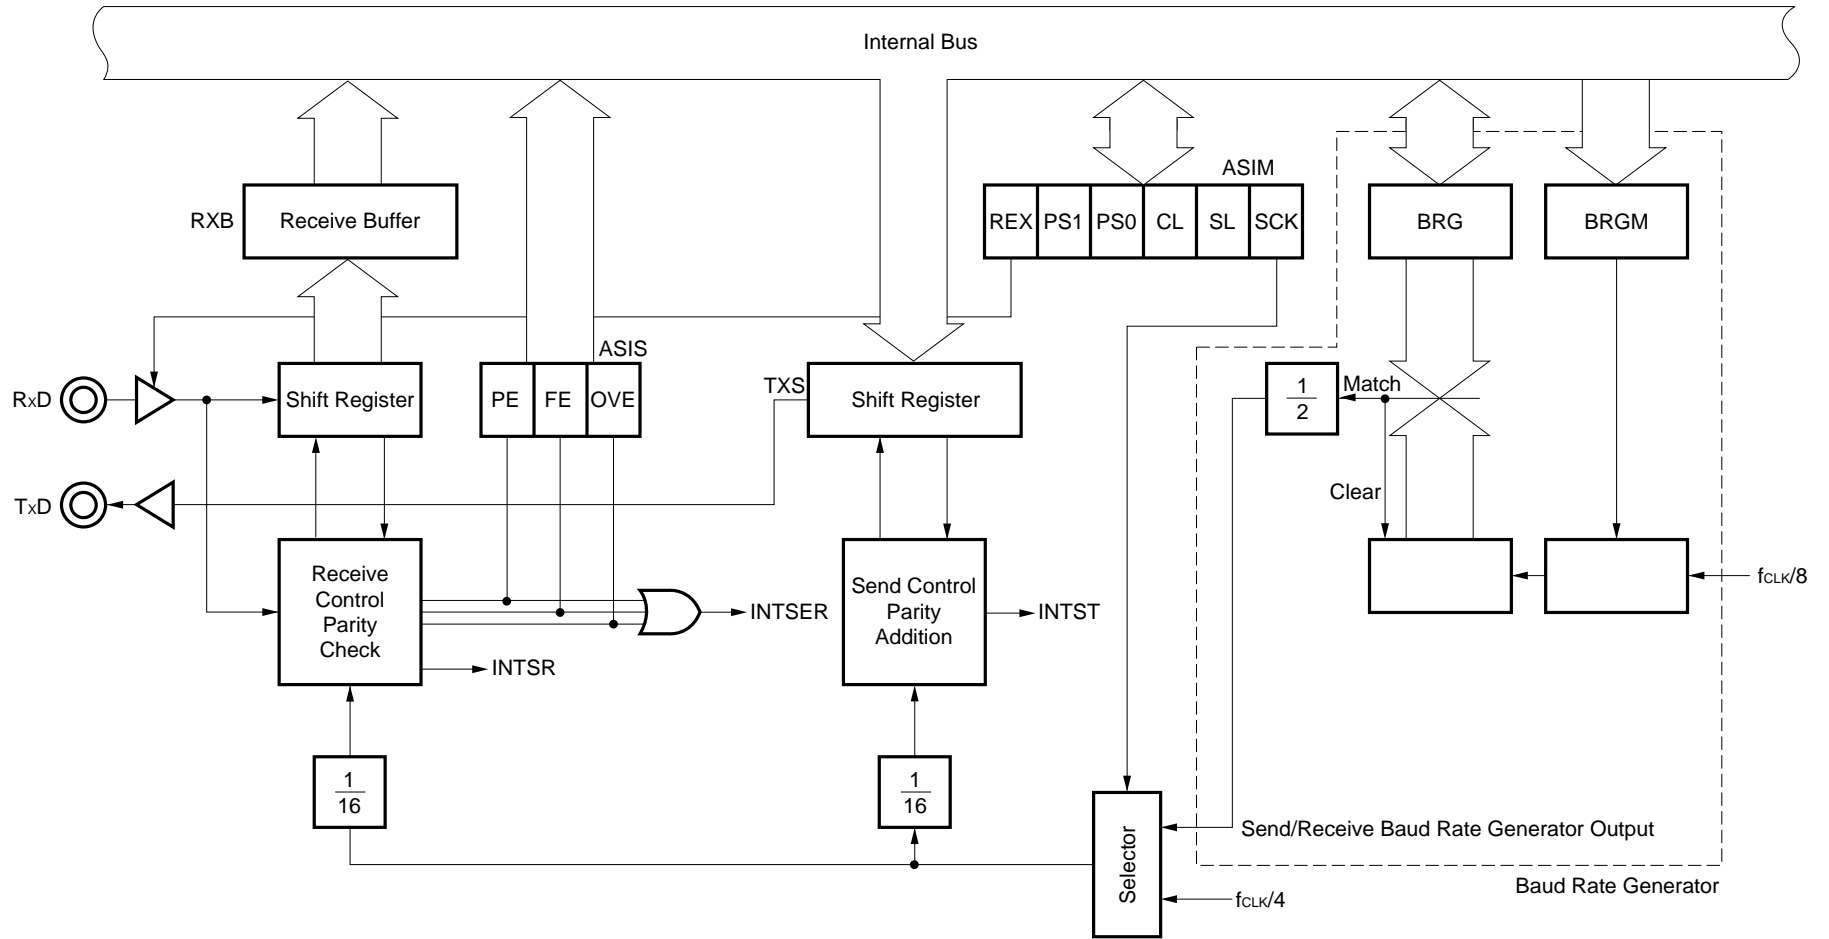 Internal Bus
ASIM
RXB
Receive Buffer
REX
PS1
PS0
CL
SL
SCK
BRG
BRGM
ASIS
RxD
Shift Register
PE
FE
OVE
TXS
Shift Register
1
2
Match
Clear
TxD
Receive
Control
Parity
Check
INTSER
INTSR
Send Control
Parity
Addition
INTST
fCLK/8
1
16
1
16
Selector
Send/Receive Baud Rate Generator Output
fCLK/4
Baud Rate Generator